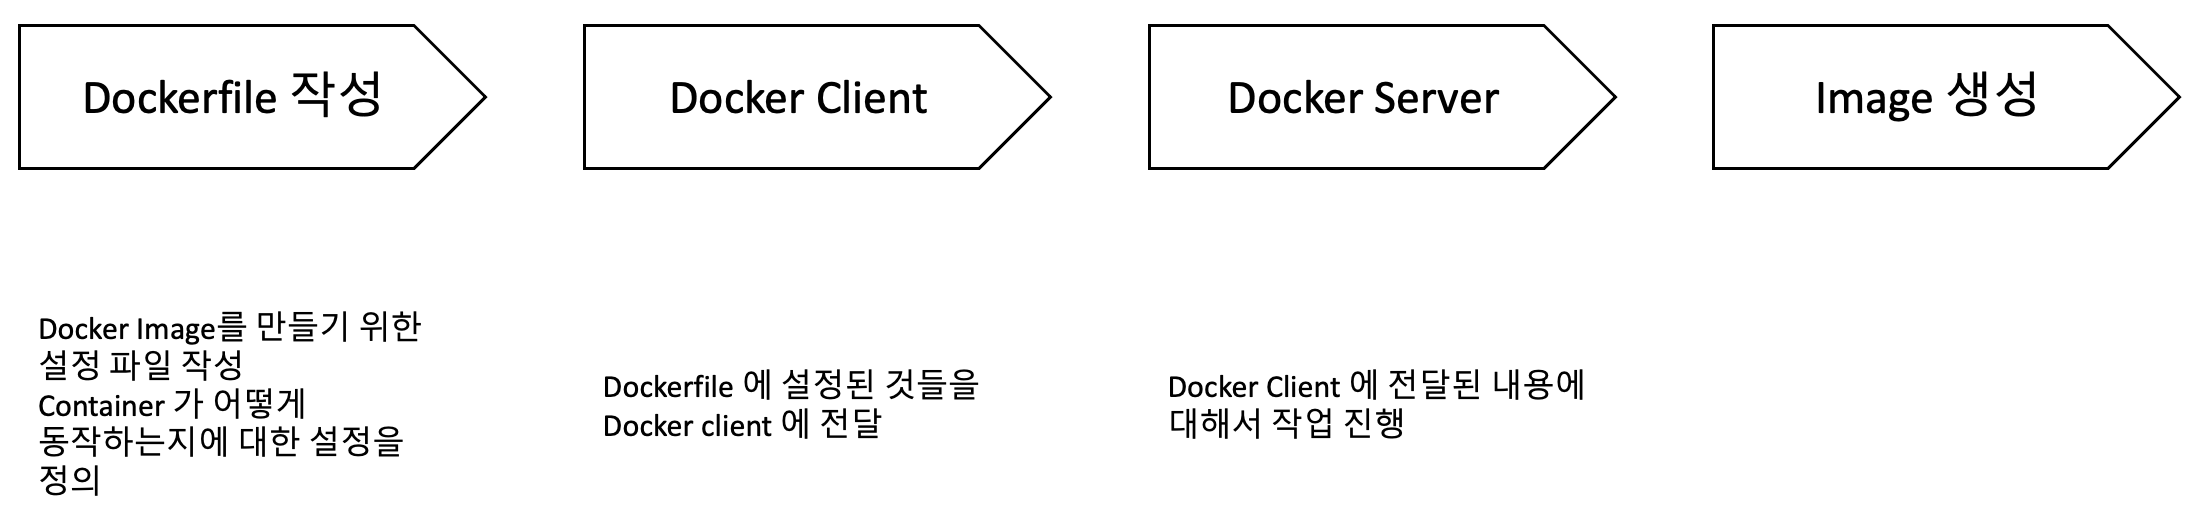 Dockerfile 작성
Docker Client
Docker Server
Image 생성
Docker Image를 만들기 위한
설정 파일 작성
Container 가 어떻게
동작하는지에 대한 설정을
정의
Dockerfile 에 설정된 것들을
Docker client 에 전달
Docker Client 에 전달된 내용에
대해서 작업 진행